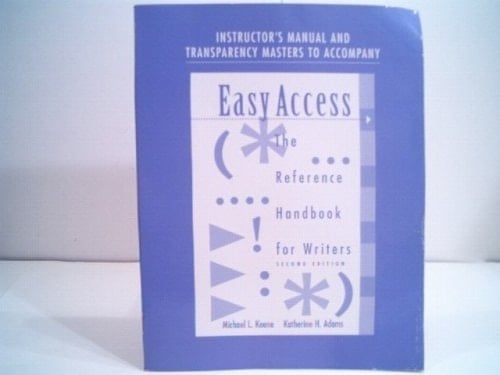 INSTRUCTOR'S MANUAL AND
TRANSPARENCY MASTERS TO ACCOMPANY
Easy Access
The
Reference
Handbook
for Writers
SECOND EDITION
Michael L. Keene Katherine H. Adams